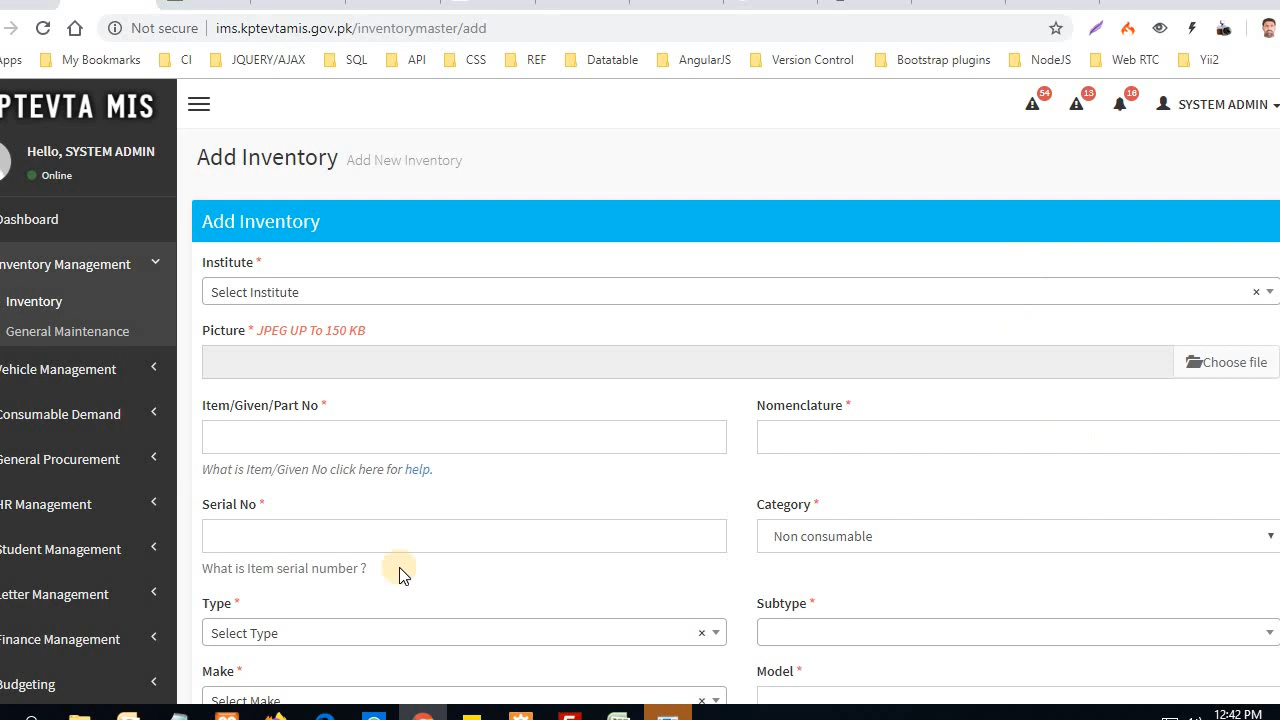 Not secure | ims.kptevtamis.gov.pk/inventorymaster/add
Apps My Bookmarks CI JQUERY/AJAX SQL API CSS REF Datatable AngularJS Version Control Bootstrap plugins NodeJS Web RTC Yii2
PTEVTA MIS
54 13 16 SYSTEM ADMIN
Hello, SYSTEM ADMIN
Online
Add Inventory Add New Inventory
Dashboard
Add Inventory
Inventory Management
Inventory
General Maintenance
Vehicle Management
Consumable Demand
General Procurement
HR Management
Student Management
Letter Management
Finance Management
Budgeting
Institute *
Select Institute ×
Picture * JPEG UP To 150 KB
Choose file
Item/Given/Part No * Nomenclature *
What is Item/Given No click here for help.
Serial No * Category *
Non consumable
What is Item serial number ?
Type * Subtype *
Select Type ×
Make * Model *
Select Make ×
12:42 PM